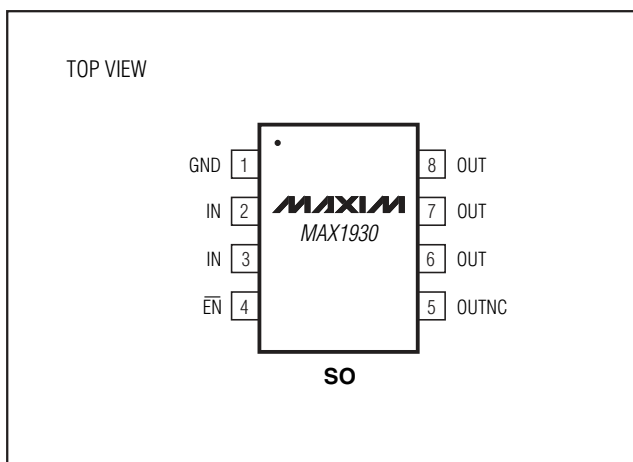 TOP VIEW
GND 1 8 OUT
IN 2 MAXIM 7 OUT
MAX1930
IN 3 6 OUT
E̅N̅ 4 5 OUTNC
SO